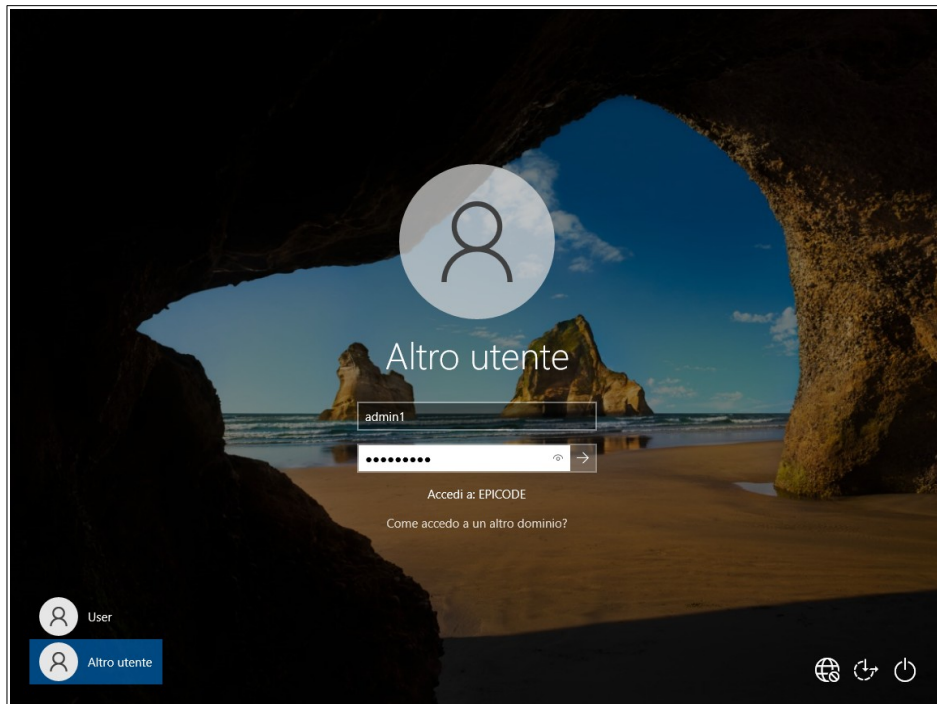 Altro utente
admin1
•••••••••
Accedi a: EPICODE
Come accedo a un altro dominio?
User
Altro utente